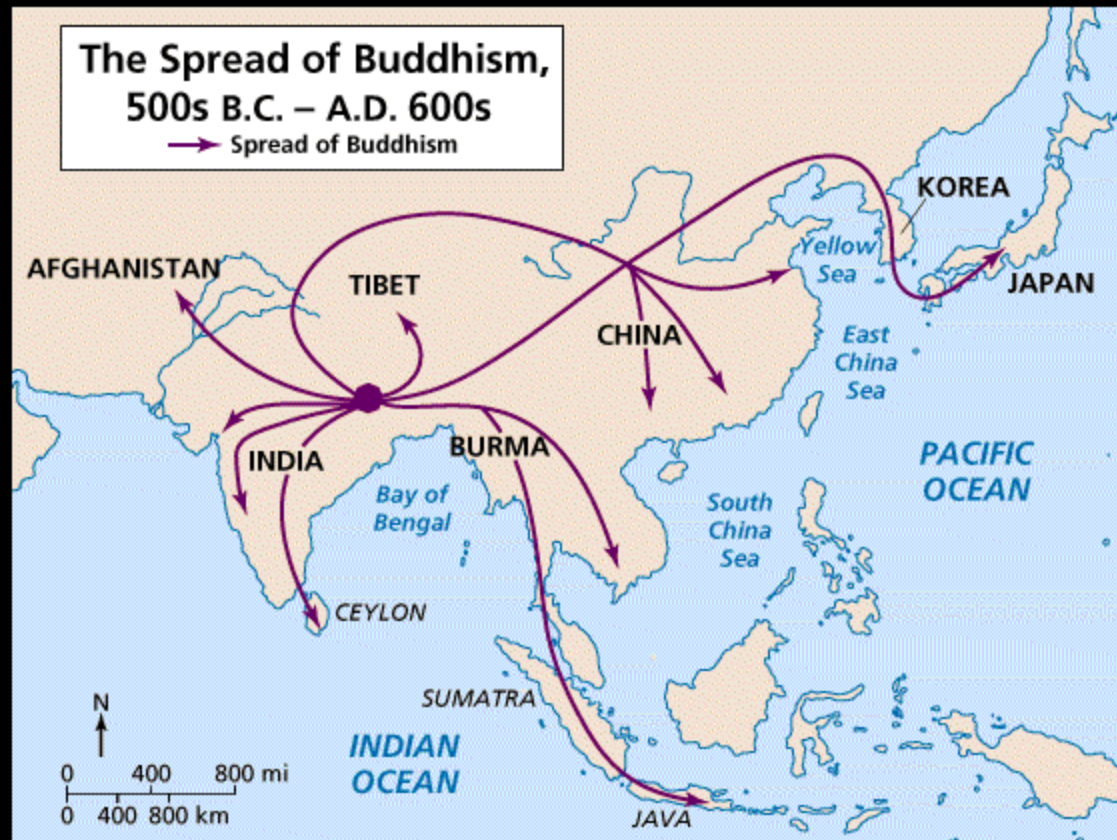 The Spread of Buddhism,
500s B.C. – A.D. 600s
Spread of Buddhism
KOREA
Yellow
Sea
AFGHANISTAN
TIBET
JAPAN
CHINA
East
China
Sea
BURMA
INDIA
PACIFIC
OCEAN
Bay of
Bengal
South
China
Sea
CEYLON
SUMATRA
N
INDIAN
OCEAN
0 400 800 mi
0 400 800 km
JAVA